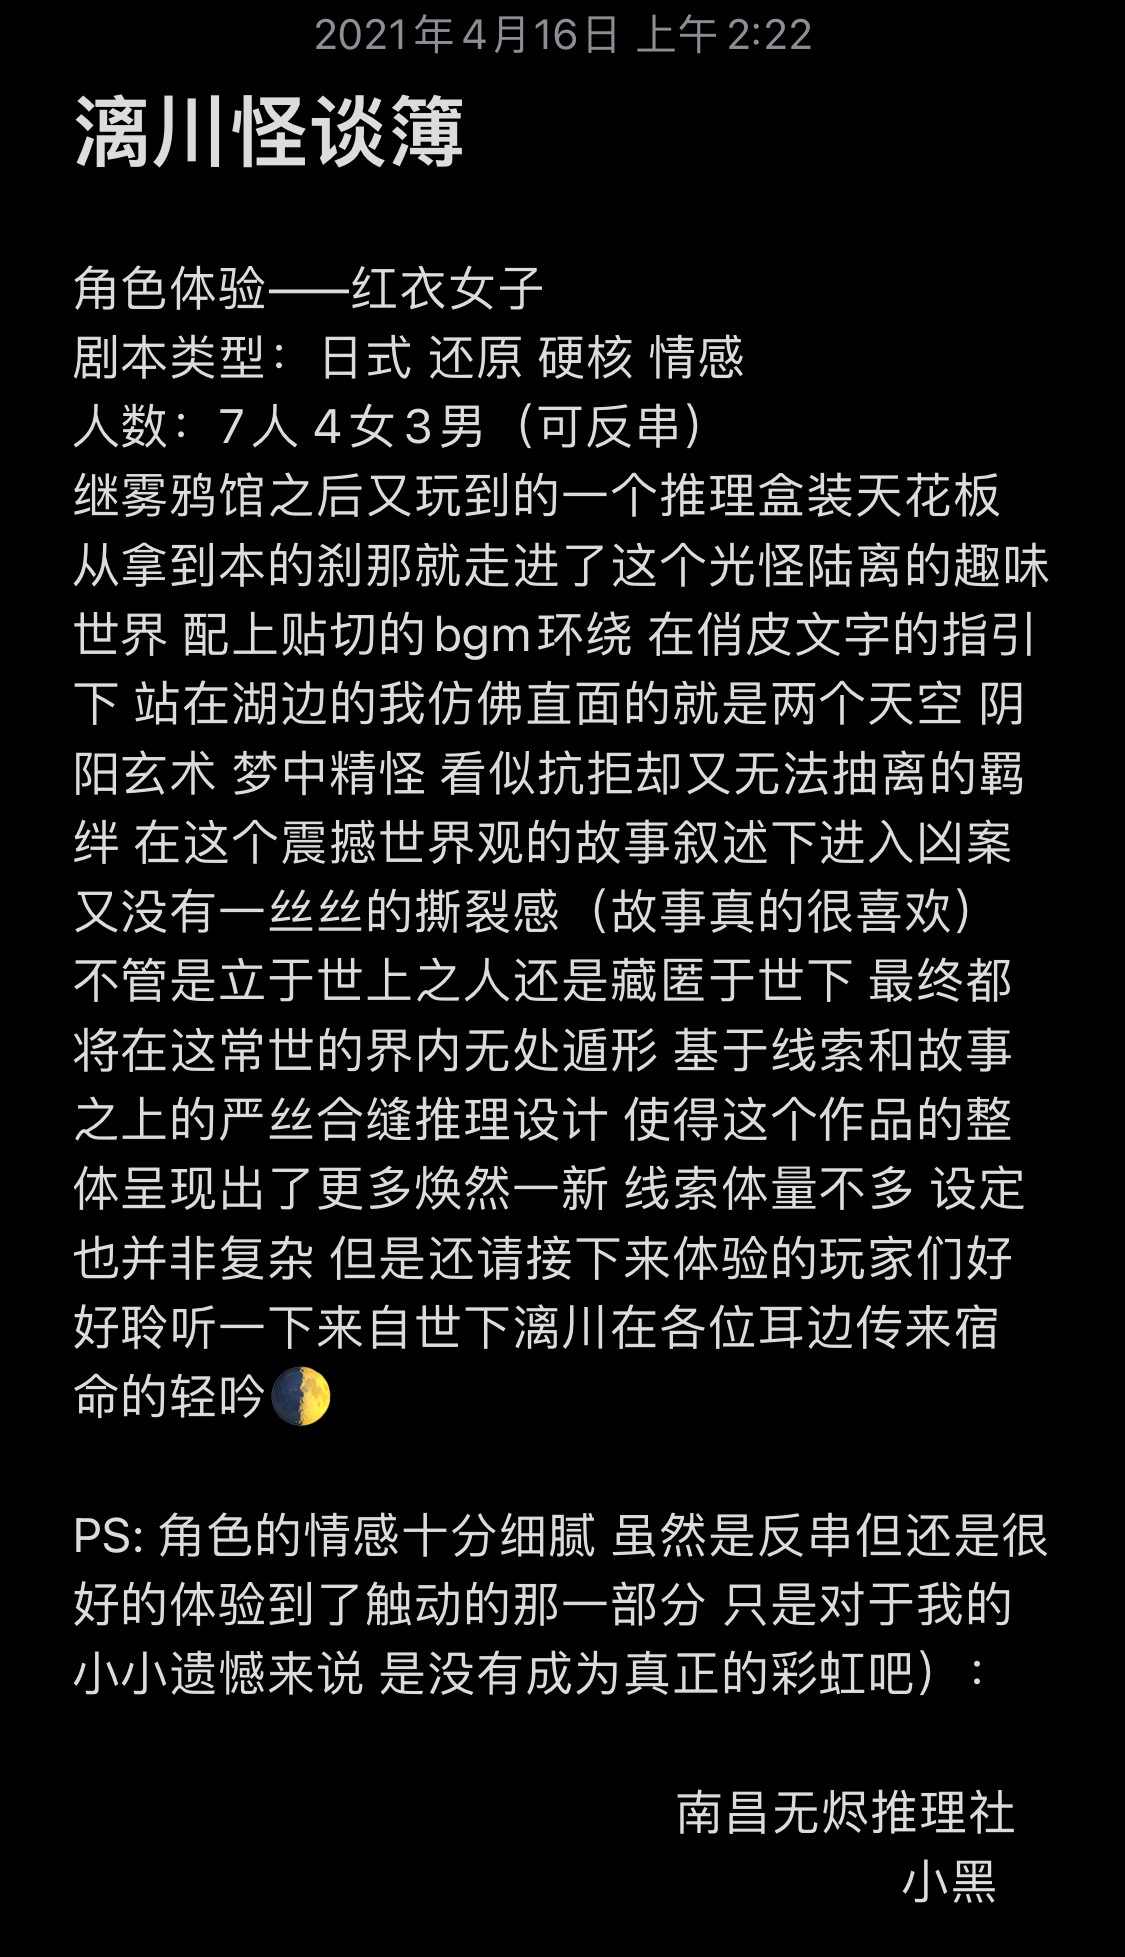 2021年4月16日 上午2:22
漓川怪谈簿
角色体验——红衣女子
剧本类型：日式 还原 硬核 情感
人数：7人 4女3男（可反串）
继雾鸦馆之后又玩到的一个推理盒装天花板
从拿到本的刹那就走进了这个光怪陆离的趣味
世界 配上贴切的bgm环绕 在俏皮文字的指引
下 站在湖边的我仿佛直面的就是两个天空 阴
阳玄术 梦中精怪 看似抗拒却又无法抽离的羁
绊 在这个震撼世界观的故事叙述下进入凶案
又没有一丝丝的撕裂感（故事真的很喜欢）
不管是立于世上之人还是藏匿于世下 最终都
将在这常世的界内无处遁形 基于线索和故事
之上的严丝合缝推理设计 使得这个作品的整
体呈现出了更多焕然一新 线索体量不多 设定
也并非复杂 但是还请接下来体验的玩家们好
好聆听一下来自世下漓川在各位耳边传来宿
命的轻吟🌓
PS: 角色的情感十分细腻 虽然是反串但还是很
好的体验到了触动的那一部分 只是对于我的
小小遗憾来说 是没有成为真正的彩虹吧）：
南昌无烬推理社
小黑